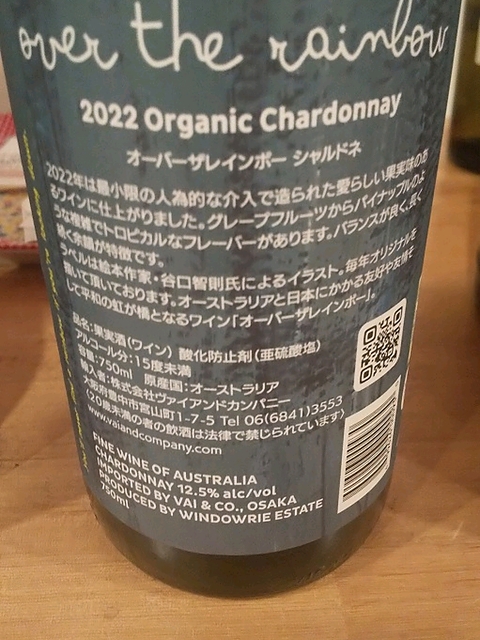 over the rainbow
2022 Organic Chardonnay
オーバーザレインボー シャルドネ
2022年は最小限の人為的な介入で造られた愛らしい果実味のあ
るワインに仕上がりました。グレープフルーツからパイナップルのよ
うな複雑でトロピカルなフレーバーがあります。バランスが良く、長く
続く余韻が特徴です。
ラベルは絵本作家・谷口智則氏によるイラスト。毎年オリジナルを
描いて頂いております。オーストラリアと日本にかかる友好や友情そ
して平和の虹が橋となるワイン「オーバーザレインボー」。
品名:果実酒(ワイン) 酸化防止剤(亜硫酸塩)
アルコール分:15度未満
容量:750ml 原産国:オーストラリア
輸入者:株式会社ヴァイアンドカンパニー
大阪府豊中市宮山町1-7-5 Tel 06(6841)3553
〈20歳未満の者の飲酒は法律で禁じられています〉
www.vaiandcompany.com
FINE WINE OF AUSTRALIA
CHARDONNAY 12.5% alc/vol
IMPORTED BY VAI & CO., OSAKA
PRODUCED BY WINDOWRIE ESTATE
750ml